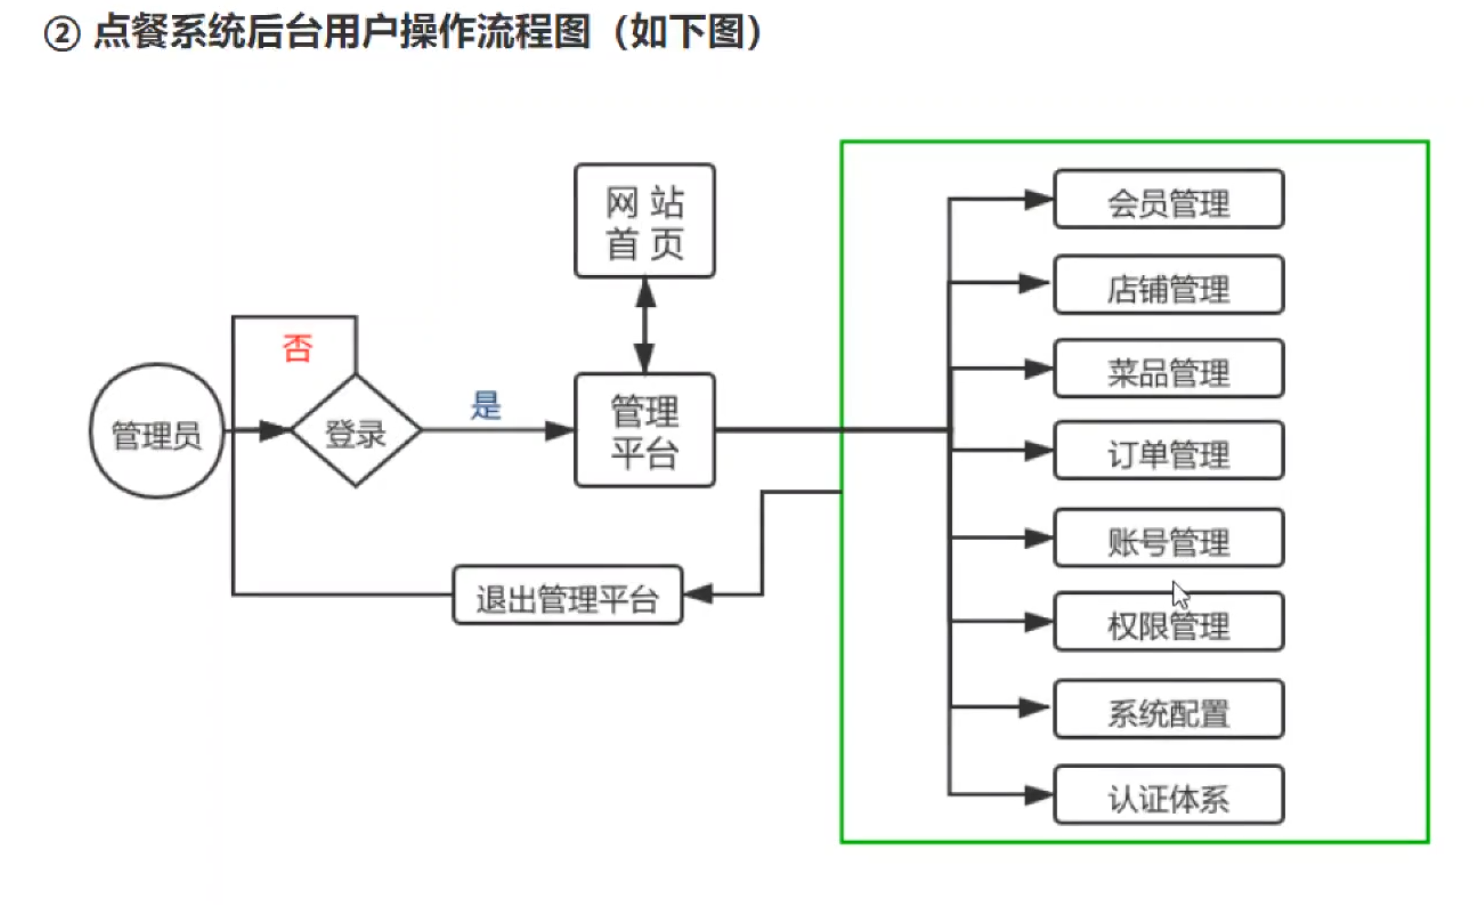 ② 点餐系统后台用户操作流程图（如下图）
网 站
首 页
会员管理
店铺管理
否
菜品管理
是
管理
平台
管理员
登录
订单管理
账号管理
退出管理平台
权限管理
系统配置
认证体系